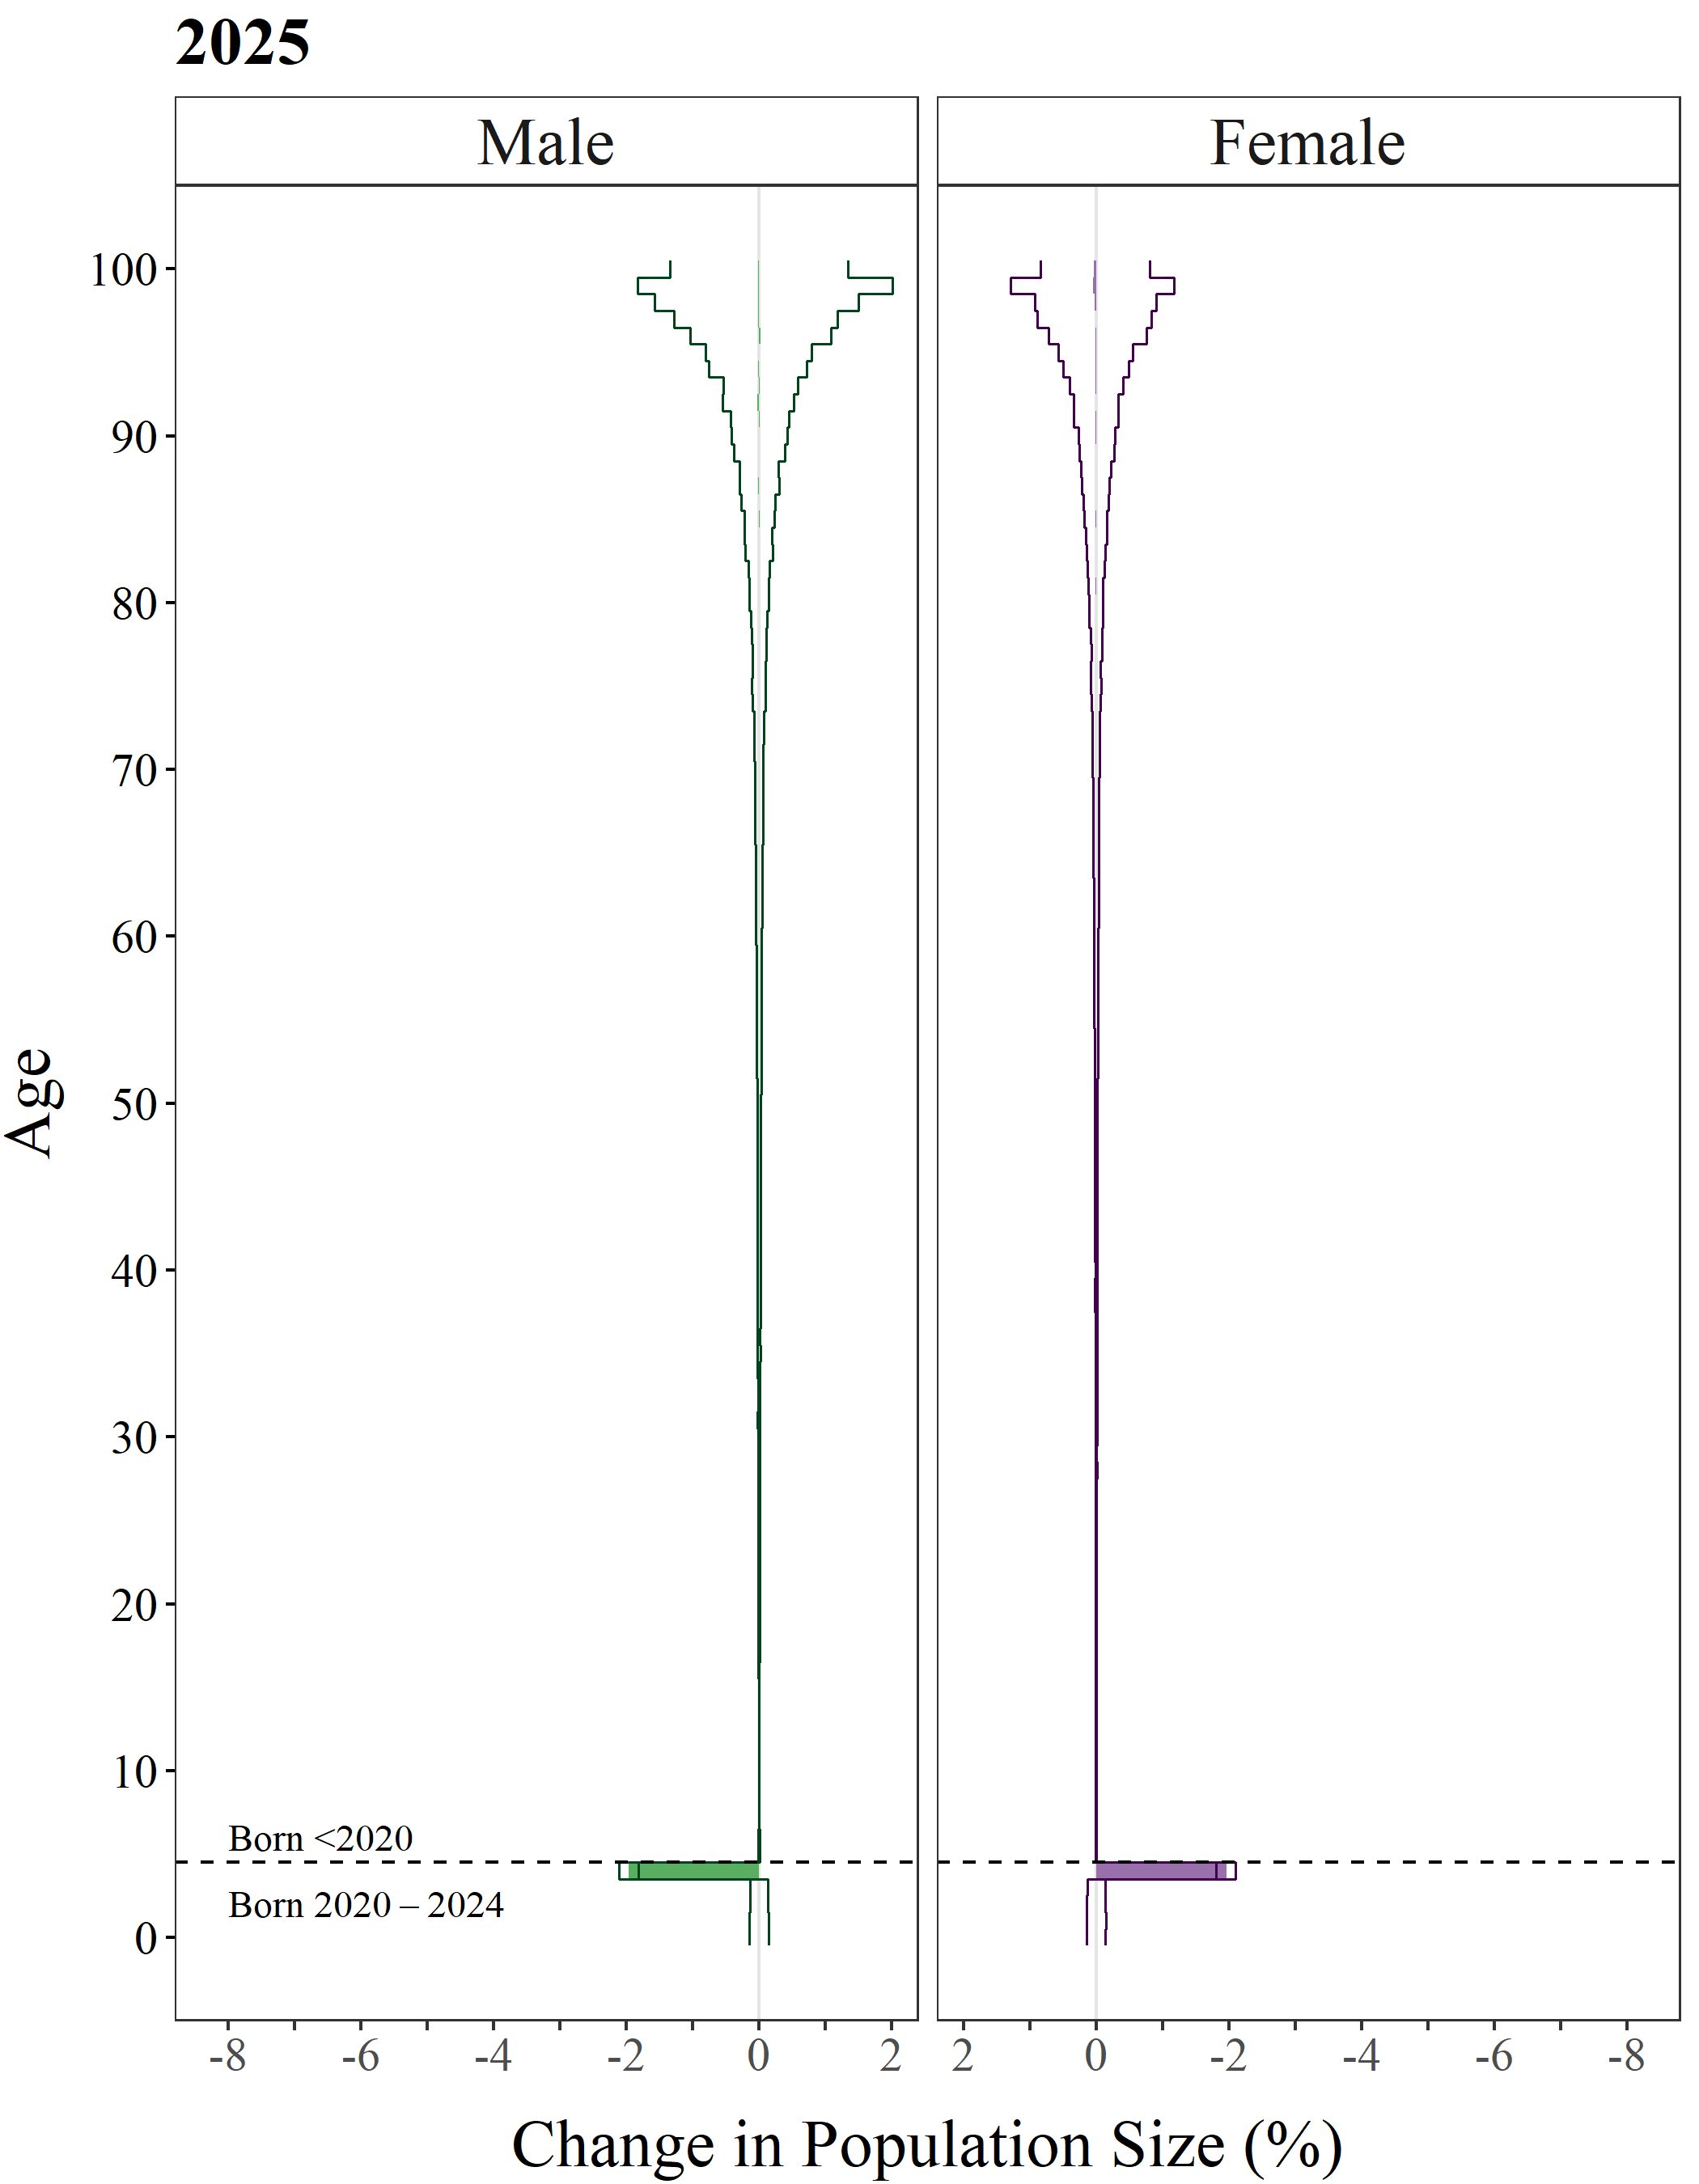 2025
Male
Female
100
90
80
70
60
50
40
30
20
10
0
Age
Born <2020
Born 2020 – 2024
-8 -6 -4 -2 0 2
2 0 -2 -4 -6 -8
Change in Population Size (%)